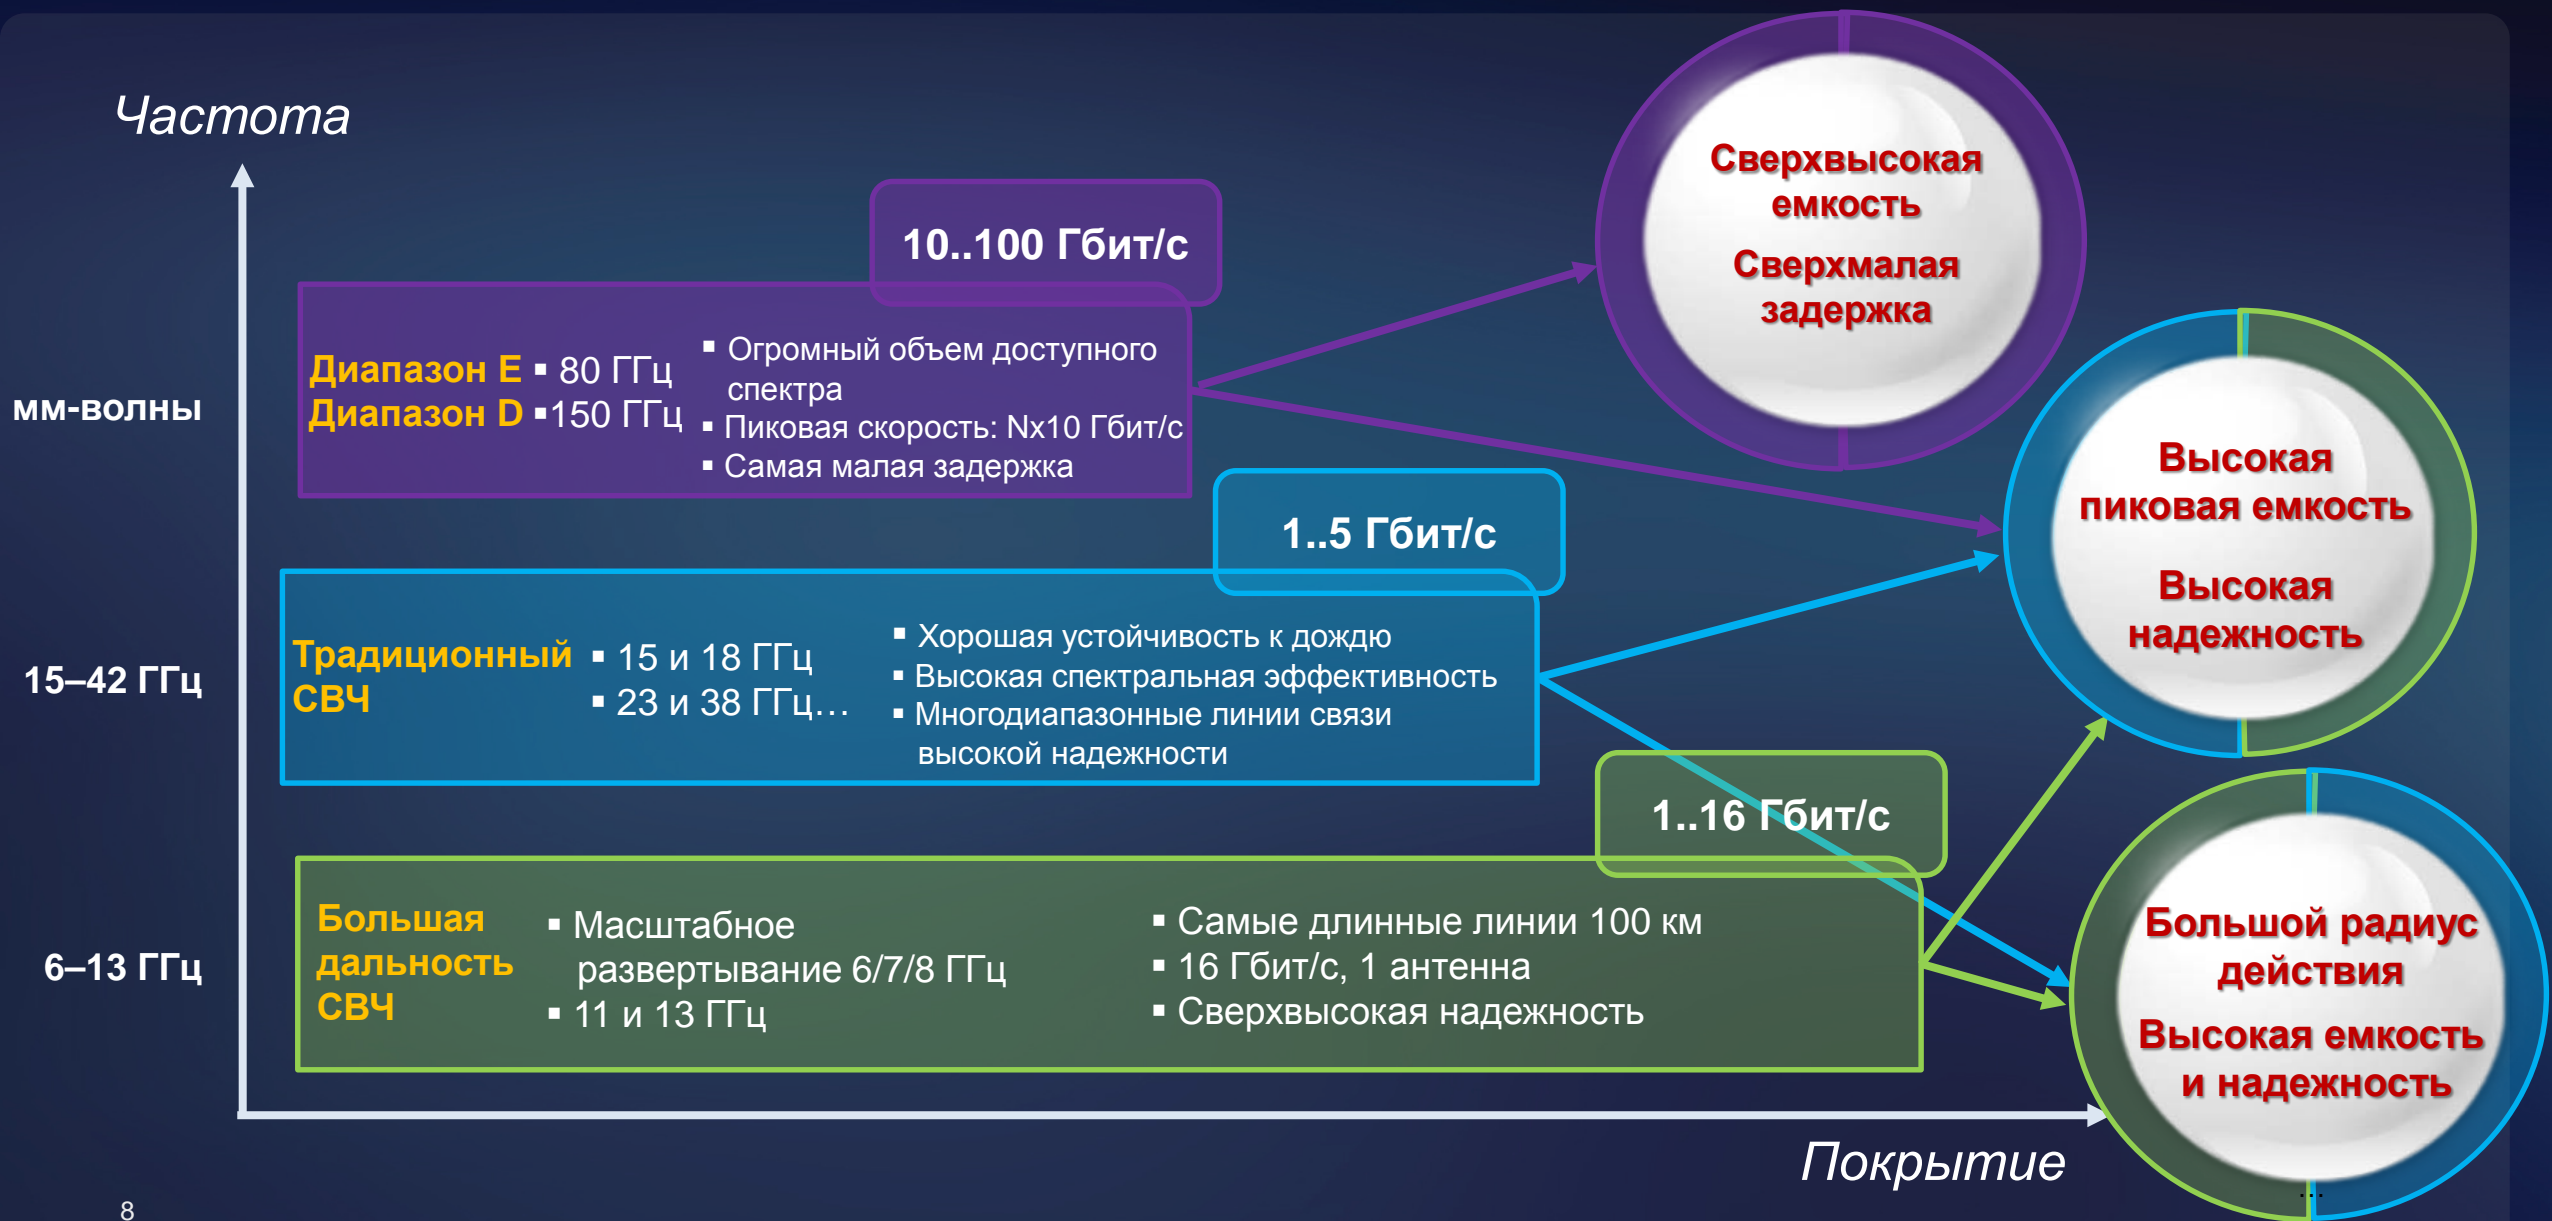 Частота
10..100 Гбит/с
мм-волны
Диапазон E ▪ 80 ГГц
Диапазон D ▪150 ГГц
▪ Огромный объем доступного
спектра
▪ Пиковая скорость: Nx10 Гбит/с
▪ Самая малая задержка
Сверхвысокая
емкость
Сверхмалая
задержка
1..5 Гбит/с
15–42 ГГц
Традиционный
СВЧ
▪ 15 и 18 ГГц
▪ 23 и 38 ГГц…
▪ Хорошая устойчивость к дождю
▪ Высокая спектральная эффективность
▪ Многодиапазонные линии связи
высокой надежности
Высокая
пиковая емкость
Высокая
надежность
1..16 Гбит/с
6–13 ГГц
Большая
дальность
СВЧ
▪ Масштабное
развертывание 6/7/8 ГГц
▪ 11 и 13 ГГц
▪ Самые длинные линии 100 км
▪ 16 Гбит/с, 1 антенна
▪ Сверхвысокая надежность
Большой радиус
действия
Высокая емкость
и надежность
Покрытие
...
8